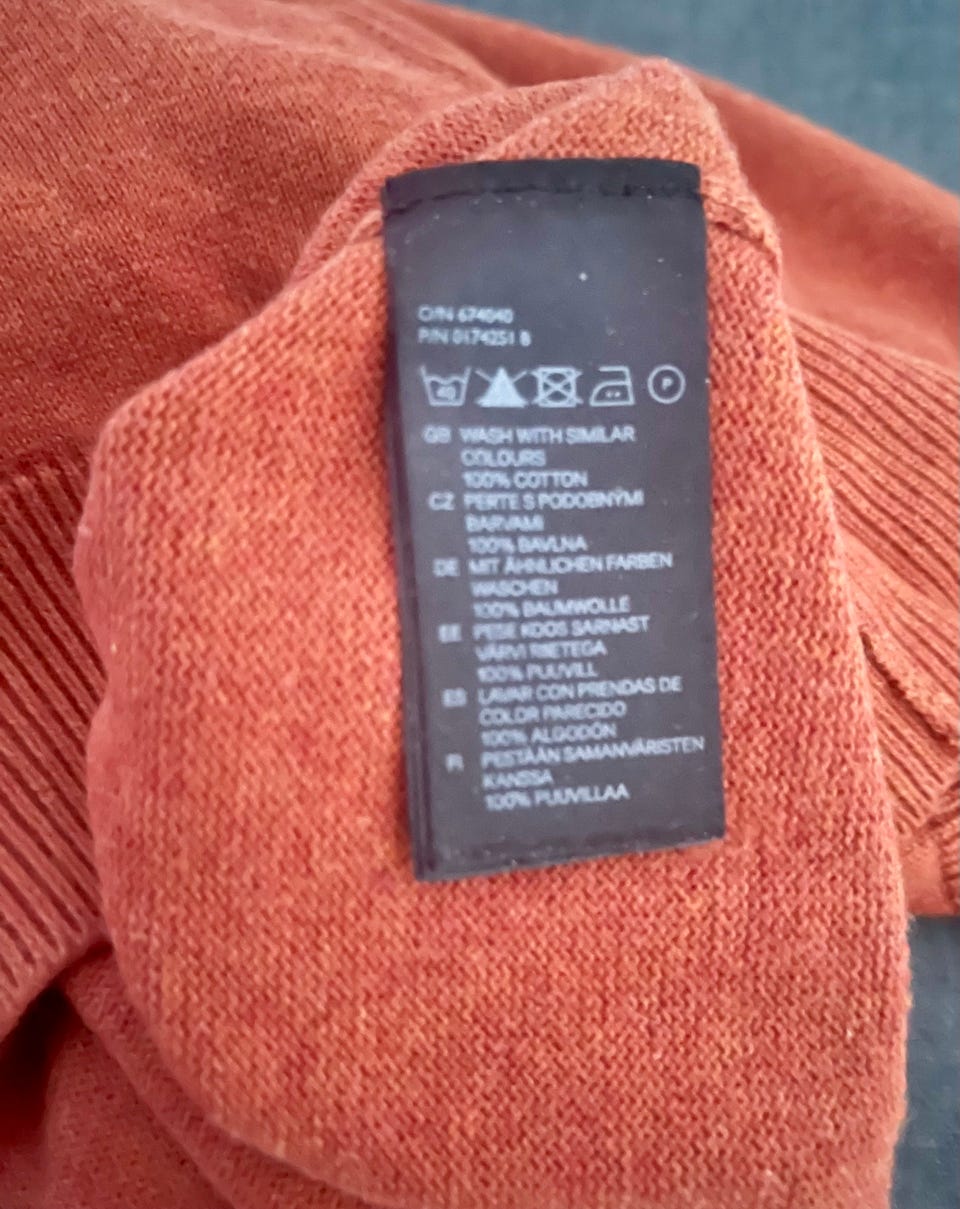 O/N 674040
P/N 0174251 B
40 P
GB WASH WITH SIMILAR
COLOURS
100% COTTON
CZ PERTE S PODOBNÝMI
BARVAMI
100% BAVLNA
DE MIT ÄHNLICHEN FARBEN
WASCHEN
100% BAUMWOLLE
EE PESE KOOS SARNAST
VÄRVI RIIETEGA
100% PUUVILL
ES LAVAR CON PRENDAS DE
COLOR PARECIDO
100% ALGODÓN
FI PESTÄÄN SAMANVÄRISTEN
KANSSA
100% PUUVILLAA